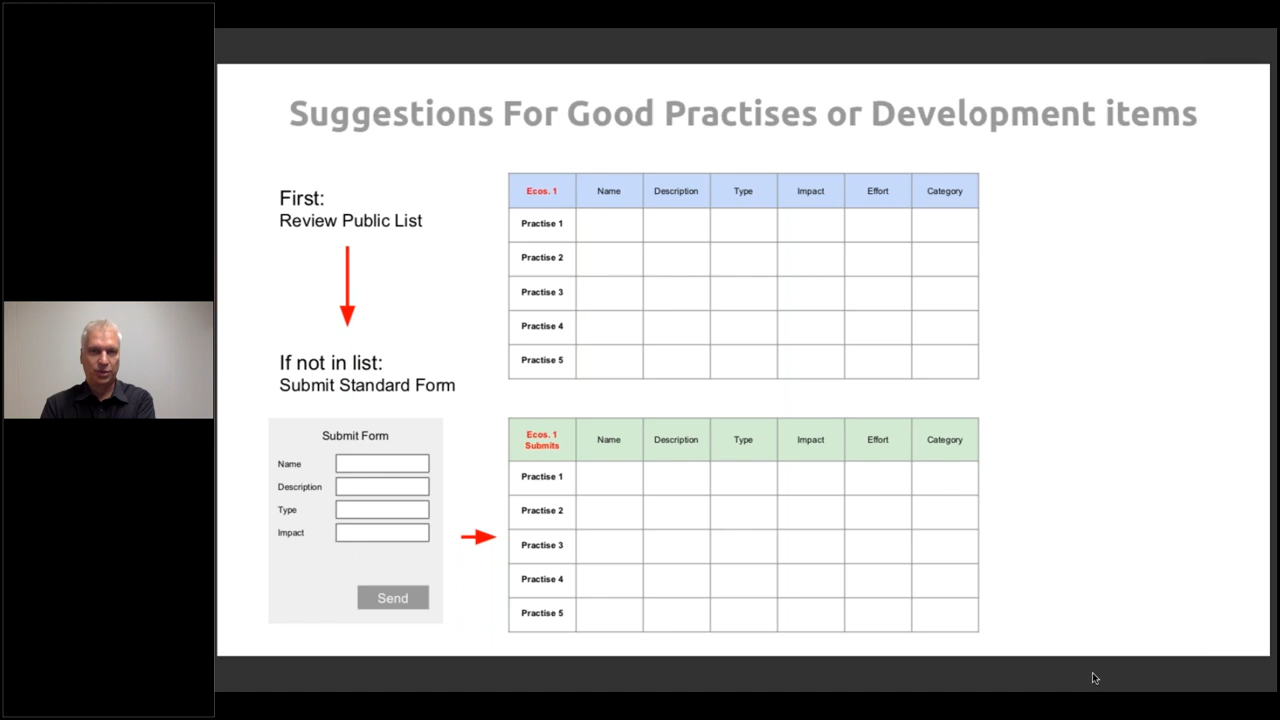 Suggestions For Good Practises or Development items
First:
Review Public List
If not in list:
Submit Standard Form
Submit Form
Name
Description
Type
Impact
Send
Ecos. 1 Name Description Type Impact Effort Category
Practise 1
Practise 2
Practise 3
Practise 4
Practise 5
Ecos. 1
Submits Name Description Type Impact Effort Category
Practise 1
Practise 2
Practise 3
Practise 4
Practise 5